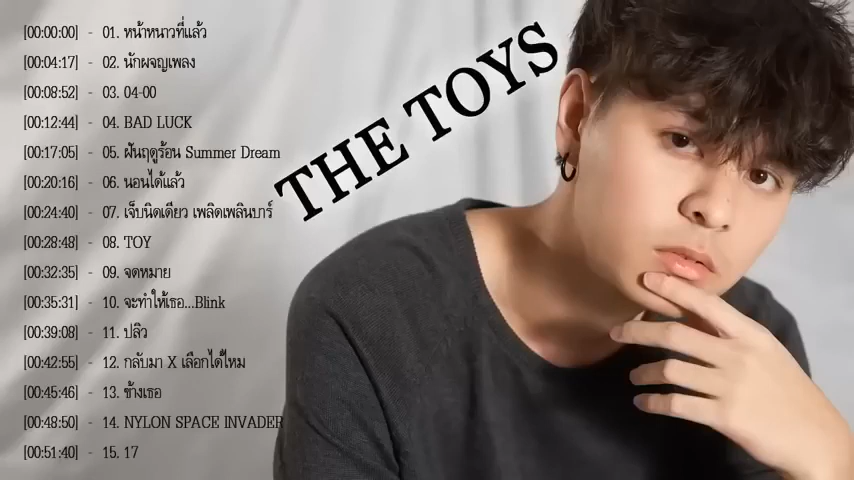 [00:00:00] - 01. หน้าหนาวที่แล้ว
[00:04:17] - 02. นักผจญเพลง
[00:08:52] - 03. 04-00
[00:12:44] - 04. BAD LUCK
[00:17:05] - 05. ฝันฤดูร้อน Summer Dream
[00:20:16] - 06. นอนได้แล้ว
[00:24:40] - 07. เจ็บนิดเดียว เพลิดเพลินบาร์
[00:28:48] - 08. TOY
[00:32:35] - 09. จดหมาย
[00:35:31] - 10. จะทำให้เธอ...Blink
[00:39:08] - 11. ปลิว
[00:42:55] - 12. กลับมา X เลือกได้ไหม
[00:45:46] - 13. ข้างเธอ
[00:48:50] - 14. NYLON SPACE INVADER
[00:51:40] - 15. 17
THE TOYS